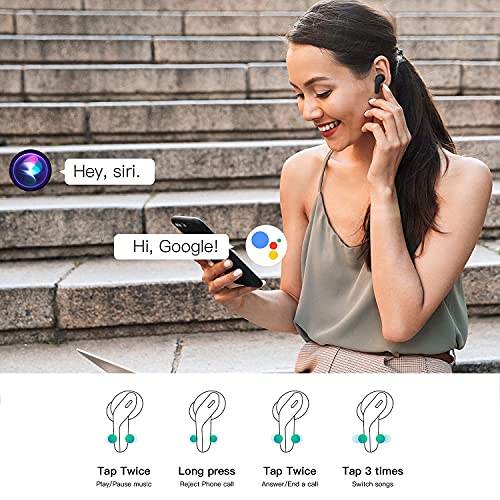 Hey, siri.
Hi, Google!
Tap Twice
Play/Pause music
Long press
Reject Phone call
Tap Twice
Answer/End a call
Tap 3 times
Switch songs